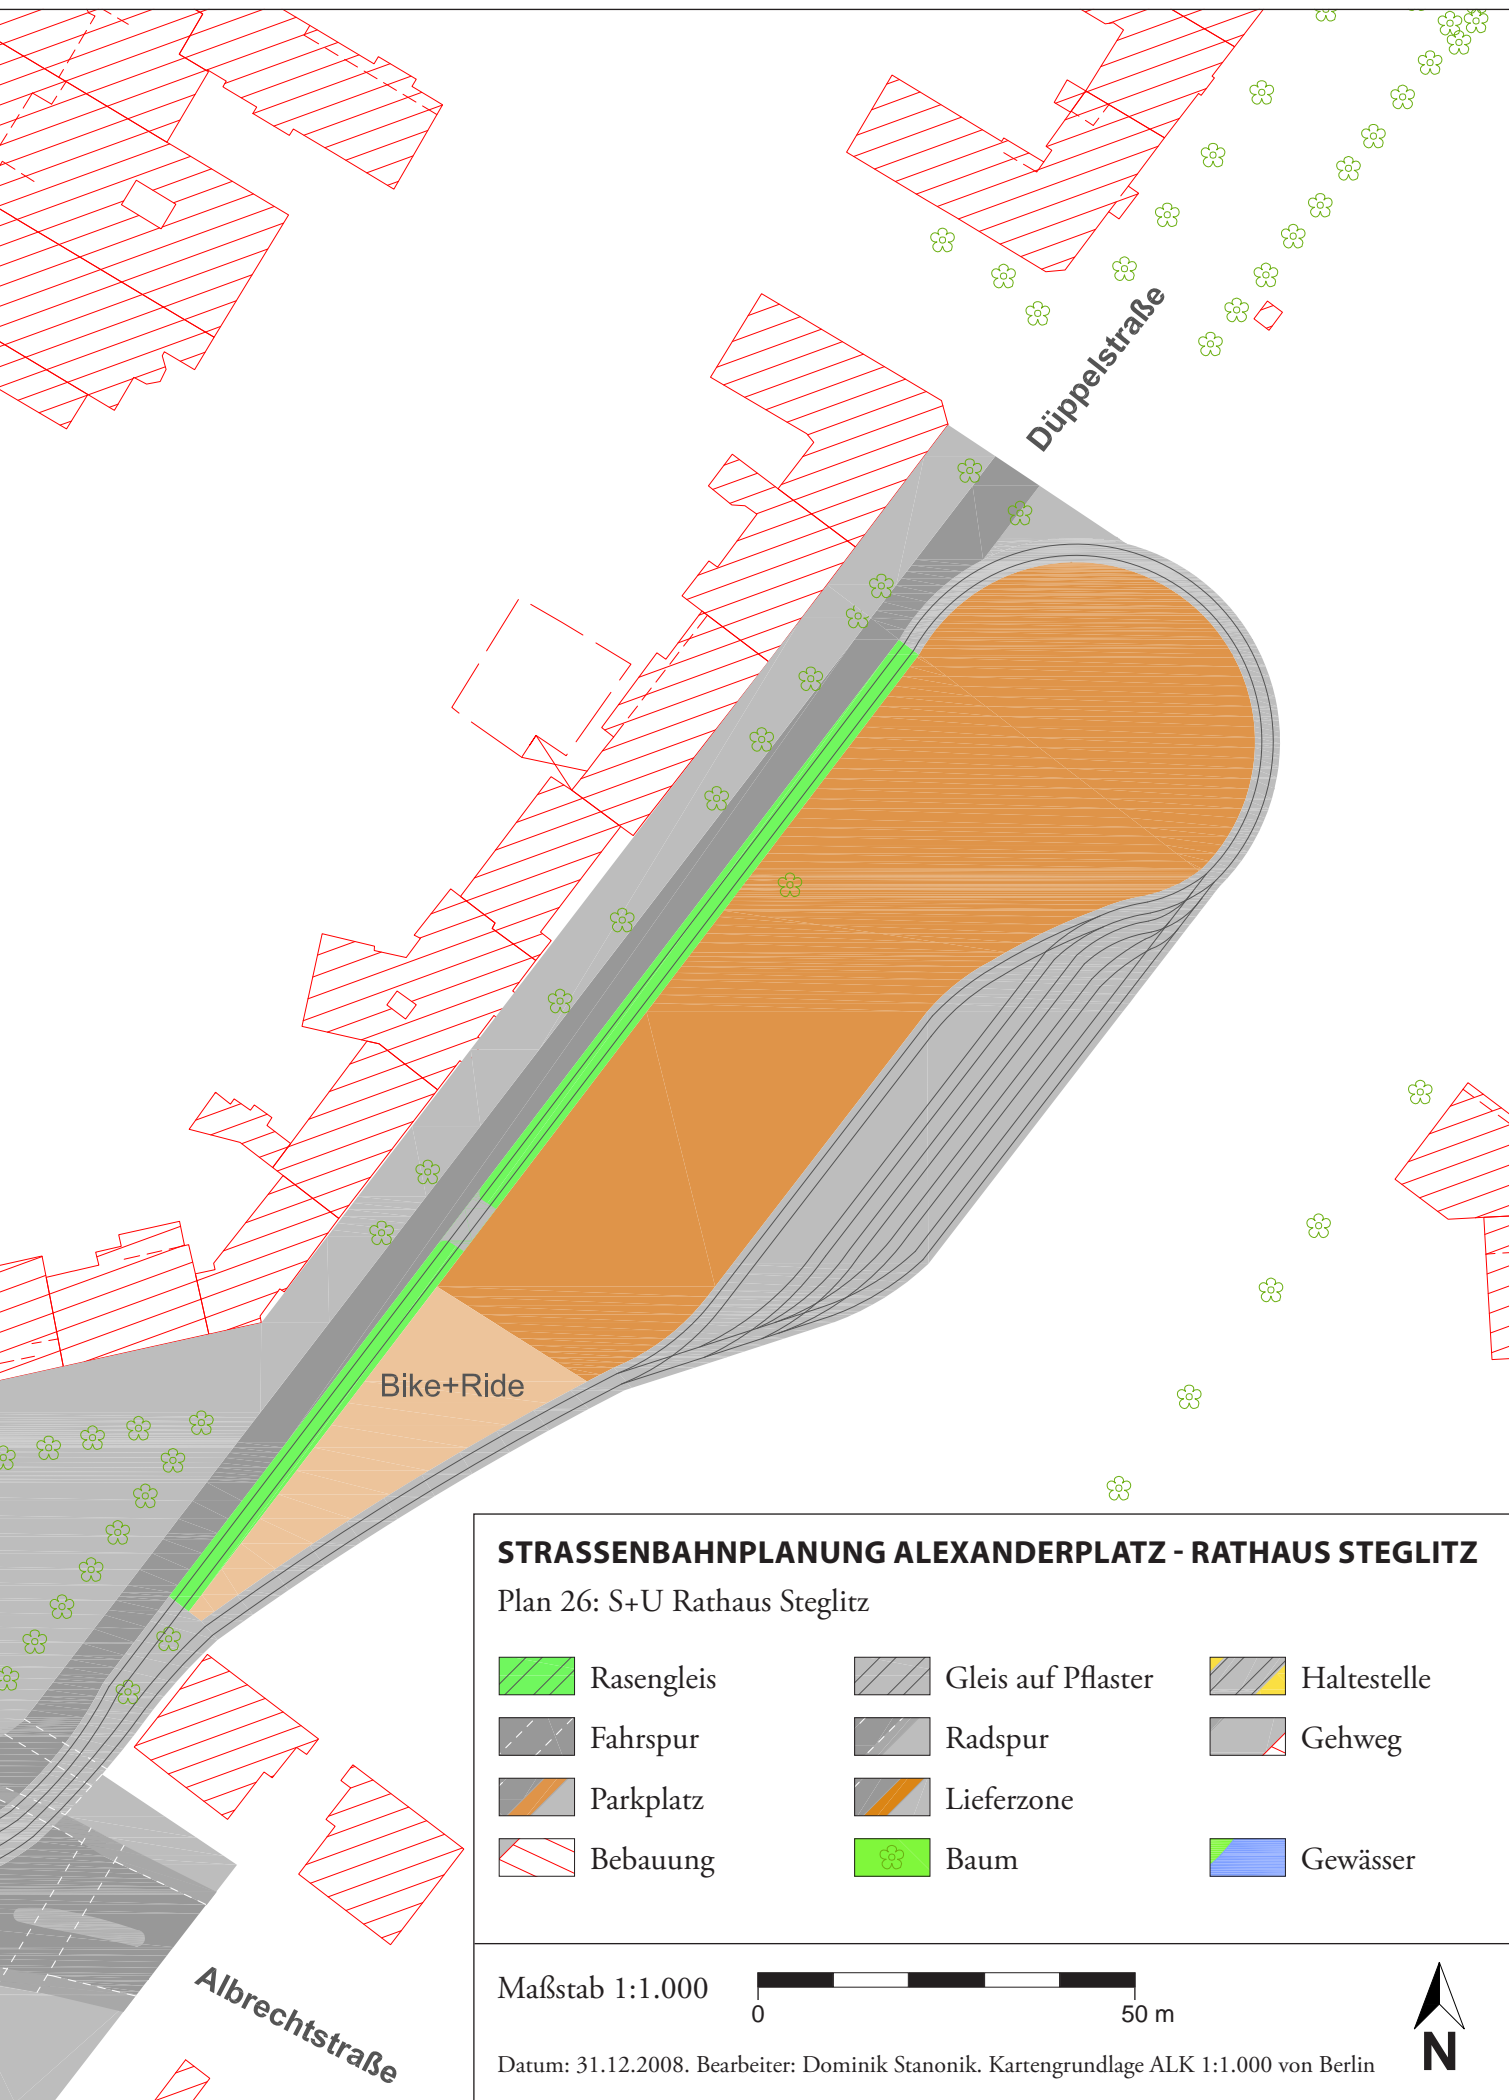 Düppelstraße
Bike+Ride
STRASSENBAHNPLANUNG ALEXANDERPLATZ - RATHAUS STEGLITZ
Plan 26: S+U Rathaus Steglitz
Rasengleis
Gleis auf Pflaster
Haltestelle
Fahrspur
Radspur
Gehweg
Parkplatz
Lieferzone
Bebauung
Baum
Gewässer
Albrechtstraße
Maßstab 1:1.000
0
50 m
N
Datum: 31.12.2008. Bearbeiter: Dominik Stanonik. Kartengrundlage ALK 1:1.000 von Berlin